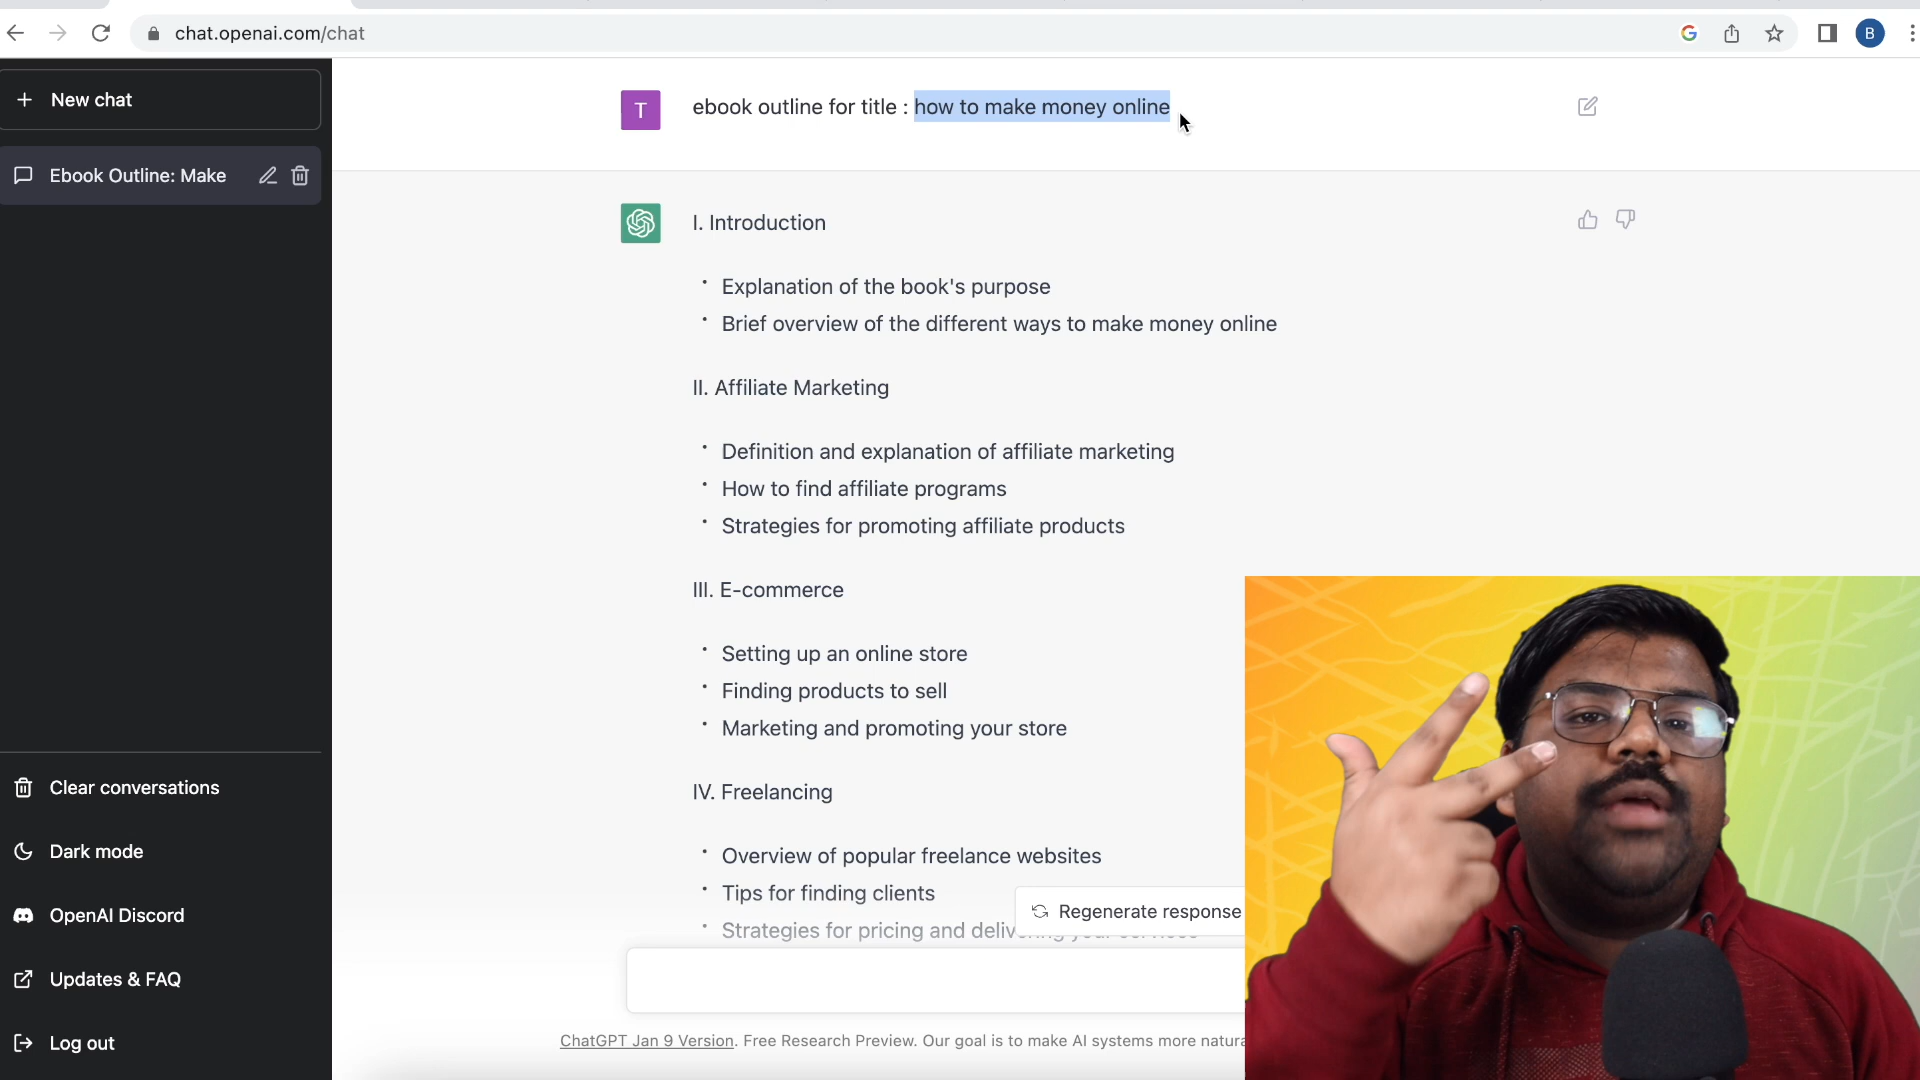 chat.openai.com/chat
B
New chat
Ebook Outline: Make
T
ebook outline for title : how to make money online
I. Introduction
Explanation of the book's purpose
Brief overview of the different ways to make money online
II. Affiliate Marketing
Definition and explanation of affiliate marketing
How to find affiliate programs
Strategies for promoting affiliate products
III. E-commerce
Setting up an online store
Finding products to sell
Marketing and promoting your store
IV. Freelancing
Overview of popular freelance websites
Tips for finding clients
Strategies for pricing and
Regenerate response
Clear conversations
Dark mode
OpenAI Discord
Updates & FAQ
Log out
ChatGPT Jan 9 Version. Free Research Preview. Our goal is to make AI systems more